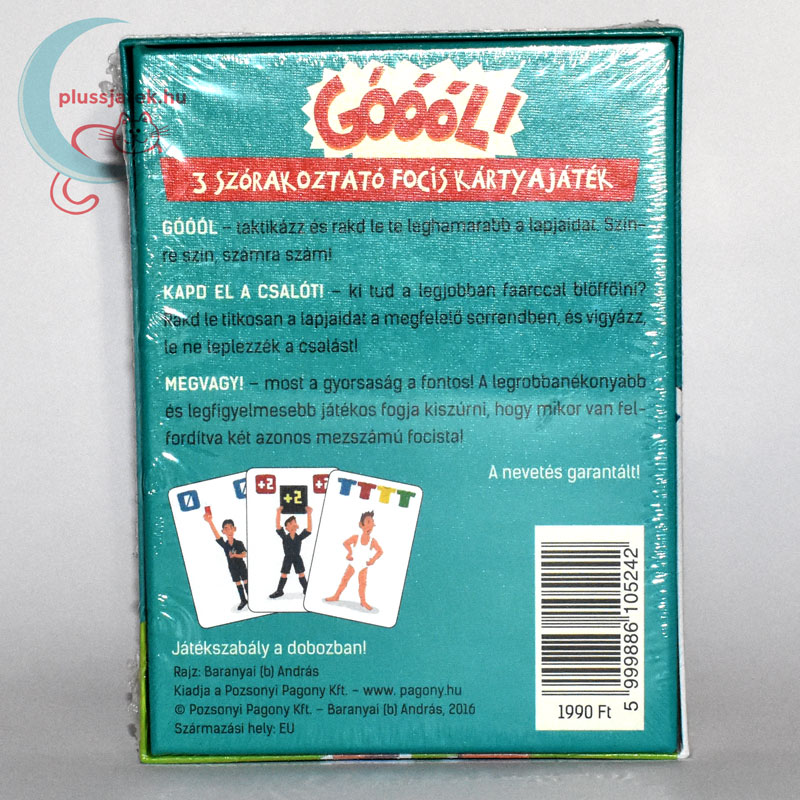 plussjatek.hu
GÓÓÓL!
3 SZÓRAKOZTATÓ FOCIS KÁRTYAJÁTÉK
GÓÓÓL – taktikázz és rakd le te leghamarabb a lapjaidat. Szín-
re szín, számra szám!
KAPD EL A CSALÓT! – ki tud a legjobban faarccal blöffölni?
Rakd le titkosan a lapjaidat a megfelelő sorrendben, és vigyázz,
le ne teplezzék a csalást!
MEGVAGY! – most a gyorsaság a fontos! A legrobbanékonyabb
és legfigyelmesebb játékos fogja kiszúrni, hogy mikor van fel-
fordítva két azonos mezszámú focista!
A nevetés garantált!
+2
+2
+2
Játékszabály a dobozban!
Rajz: Baranyai (b) András
Kiadja a Pozsonyi Pagony Kft. – www. pagony.hu
© Pozsonyi Pagony Kft. – Baranyai (b) András, 2016
Származási hely: EU
5 999886 105242
1990 Ft